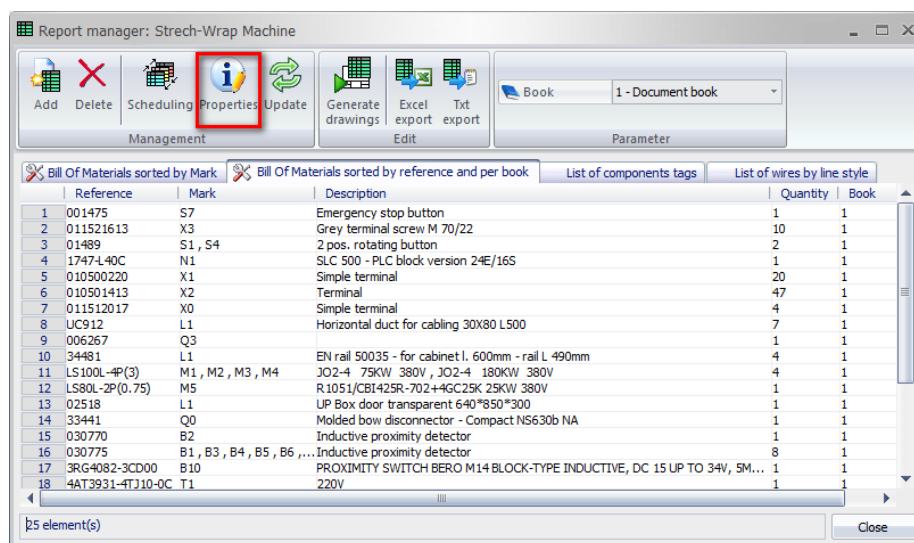 Report manager: Strech-Wrap Machine
Add Delete Scheduling Properties Update Generate drawings Excel export Txt export Book 1 - Document book
Management Edit Parameter
Bill Of Materials sorted by Mark Bill Of Materials sorted by reference and per book List of components tags List of wires by line style
Reference Mark Description Quantity Book
1 001475 S7 Emergency stop button 1 1
2 011521613 X3 Grey terminal screw M 70/22 10 1
3 01489 S1 , S4 2 pos. rotating button 2 1
4 1747-L40C N1 SLC 500 - PLC block version 24E/16S 1 1
5 010500220 X1 Simple terminal 20 1
6 010501413 X2 Terminal 47 1
7 011512017 X0 Simple terminal 4 1
8 UC912 L1 Horizontal duct for cabling 30X80 L500 7 1
9 006267 Q3 1 1
10 34481 L1 EN rail 50035 - for cabinet l. 600mm - rail L 490mm 4 1
11 LS100L-4P(3) M1 , M2 , M3 , M4 JO2-4 75KW 380V , JO2-4 180KW 380V 4 1
12 LS80L-2P(0.75) M5 R1051/CBI425R-702+4GC25K 25KW 380V 1 1
13 02518 L1 UP Box door transparent 640*850*300 1 1
14 33441 Q0 Molded bow disconnector - Compact NS630b NA 1 1
15 030770 B2 Inductive proximity detector 1 1
16 030775 B1 , B3 , B4 , B5 , B6 ,... Inductive proximity detector 8 1
17 3RG4082-3CD00 B10 PROXIMITY SWITCH BERO M14 BLOCK-TYPE INDUCTIVE, DC 15 UP TO 34V, 5M... 1 1
18 4AT3931-4TJ10-0C T1 220V 1 1
25 element(s) Close